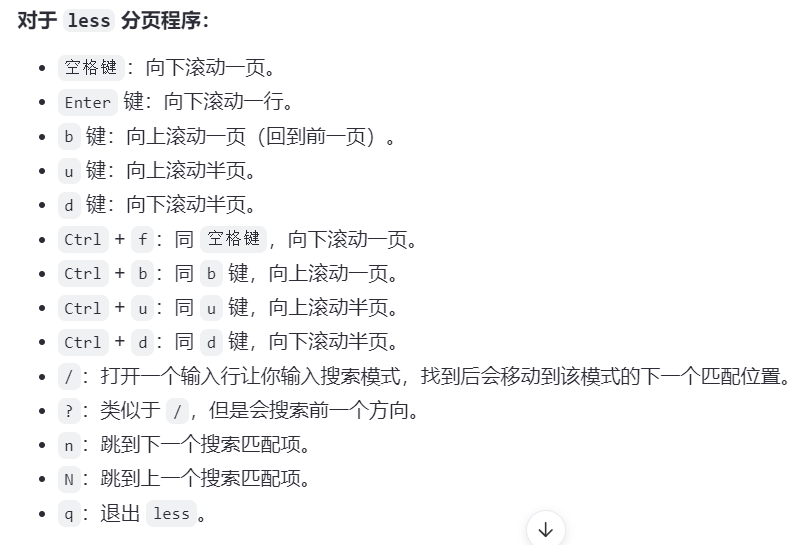 对于 less 分页程序：
• 空格键：向下滚动一页。
• Enter 键：向下滚动一行。
• b 键：向上滚动一页（回到前一页）。
• u 键：向上滚动半页。
• d 键：向下滚动半页。
• Ctrl + f：同 空格键，向下滚动一页。
• Ctrl + b：同 b 键，向上滚动一页。
• Ctrl + u：同 u 键，向上滚动半页。
• Ctrl + d：同 d 键，向下滚动半页。
• /：打开一个输入行让你输入搜索模式，找到后会移动到该模式的下一个匹配位置。
• ?：类似于 /，但是会搜索前一个方向。
• n：跳到下一个搜索匹配项。
• N：跳到上一个搜索匹配项。
• q：退出 less。